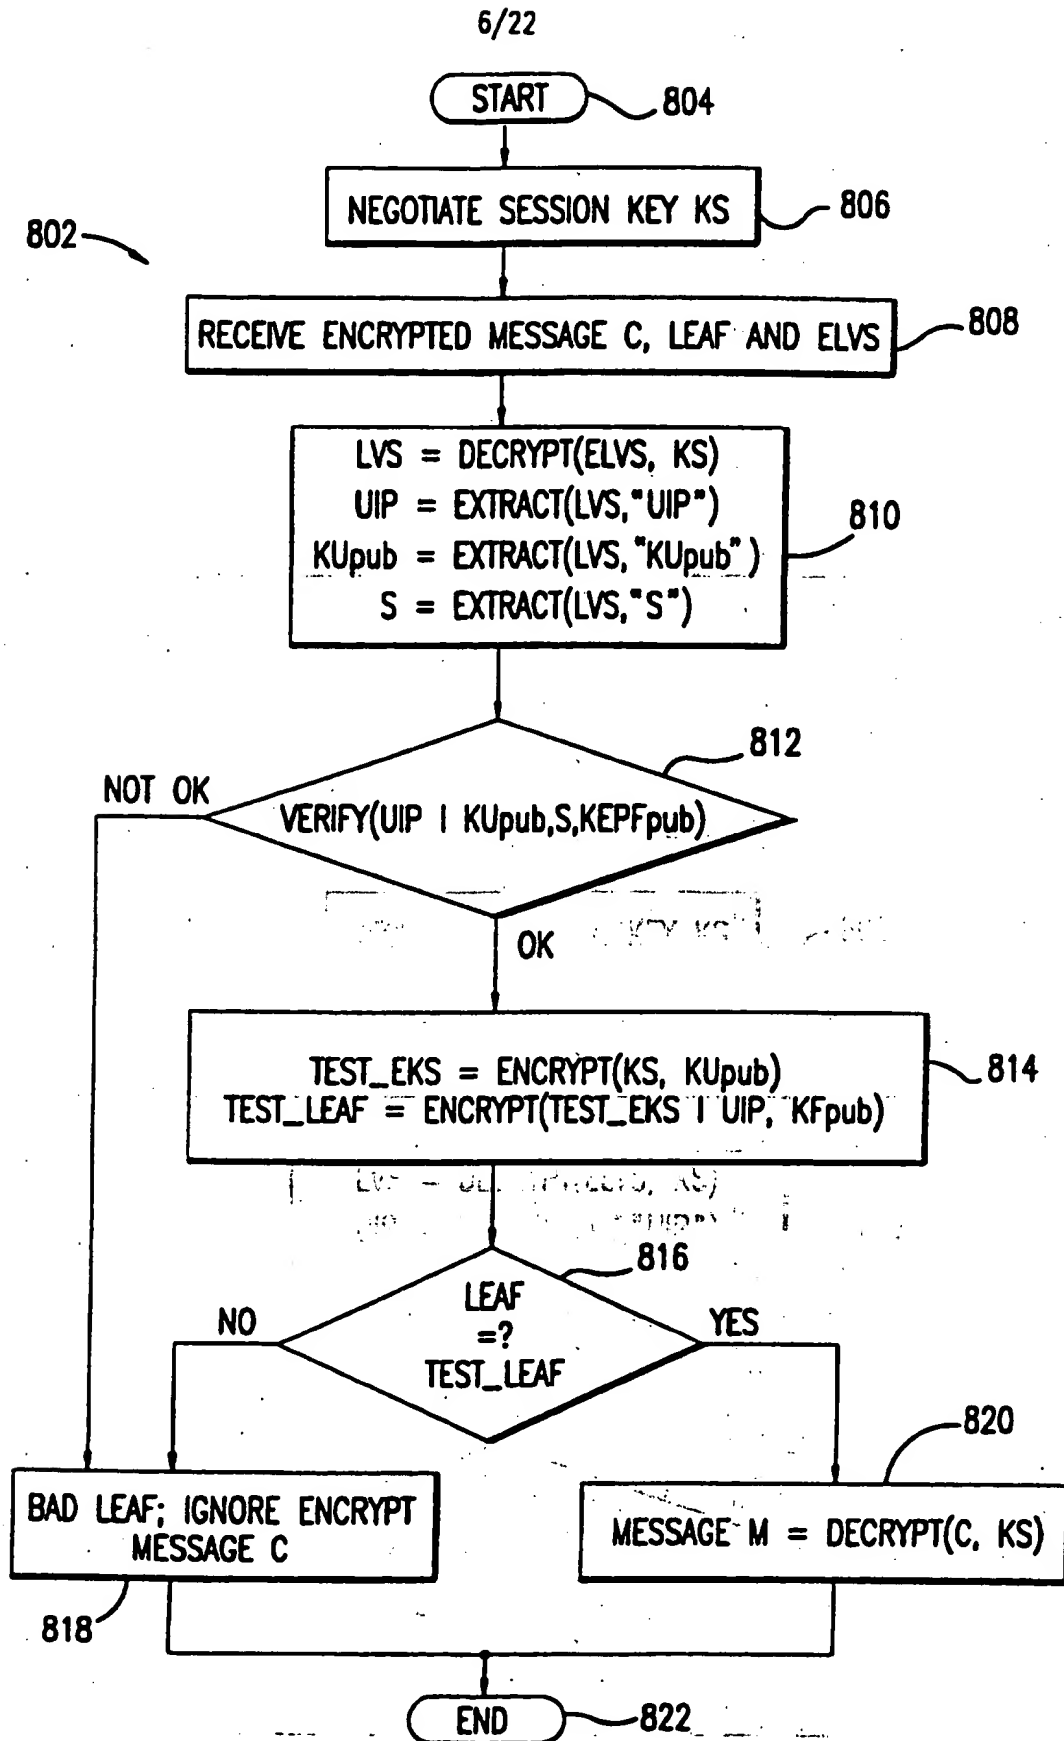 6/22
START
804
NEGOTIATE SESSION KEY KS
806
802
RECEIVE ENCRYPTED MESSAGE C, LEAF AND ELVS
808
LVS = DECRYPT(ELVS, KS)
UIP = EXTRACT(LVS,"UIP")
KUpub = EXTRACT(LVS,"KUpub")
S = EXTRACT(LVS,"S")
810
812
NOT OK
VERIFY(UIP | KUpub,S,KEPFpub)
OK
TEST_EKS = ENCRYPT(KS, KUpub)
TEST_LEAF = ENCRYPT(TEST_EKS | UIP, KFpub)
814
816
NO
LEAF
=?
TEST_LEAF
YES
820
BAD LEAF; IGNORE ENCRYPT
MESSAGE C
MESSAGE M = DECRYPT(C, KS)
818
END
822